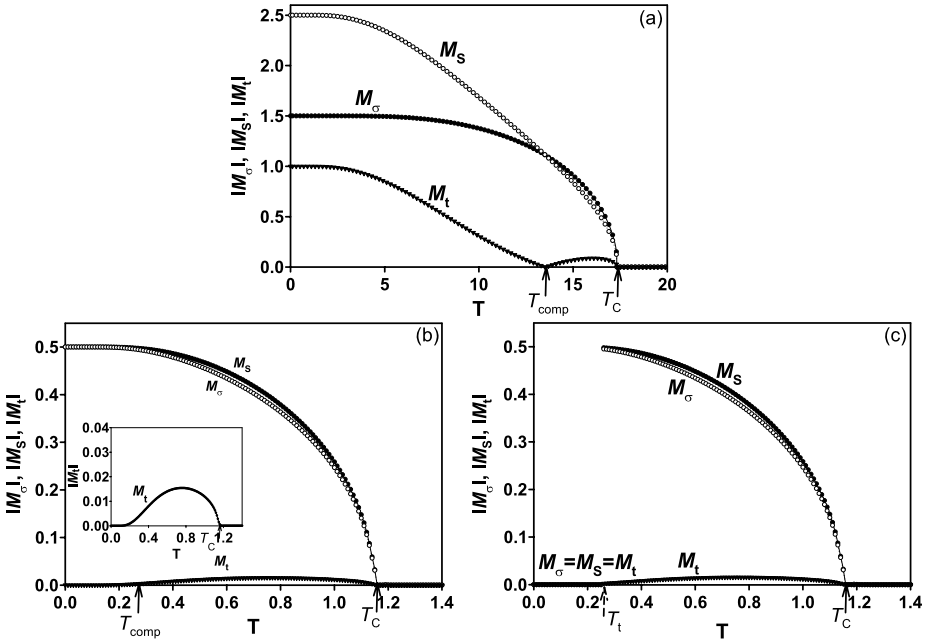 (a)
|Mσ|, |MS|, |Mt|
2.5
2.0
1.5
1.0
0.5
0.0
MS
Mσ
Mt
0 5 10 15 20
T Tcomp TC
(b)
|Mσ|, |MS|, |Mt|
0.5
0.4
0.3
0.2
0.1
0.0
MS
Mσ
|Mt|
0.04
0.03
0.02
0.01
0.00
Mt
0.0 0.4 0.8 1.2
T TC
Mt
0.0 0.2 0.4 0.6 0.8 1.0 1.2 1.4
Tcomp T TC
(c)
|Mσ|, |MS|, |Mt|
0.5
0.4
0.3
0.2
0.1
0.0
MS
Mσ
Mσ=MS=Mt Mt
0.0 0.2 0.4 0.6 0.8 1.0 1.2 1.4
Tt T TC